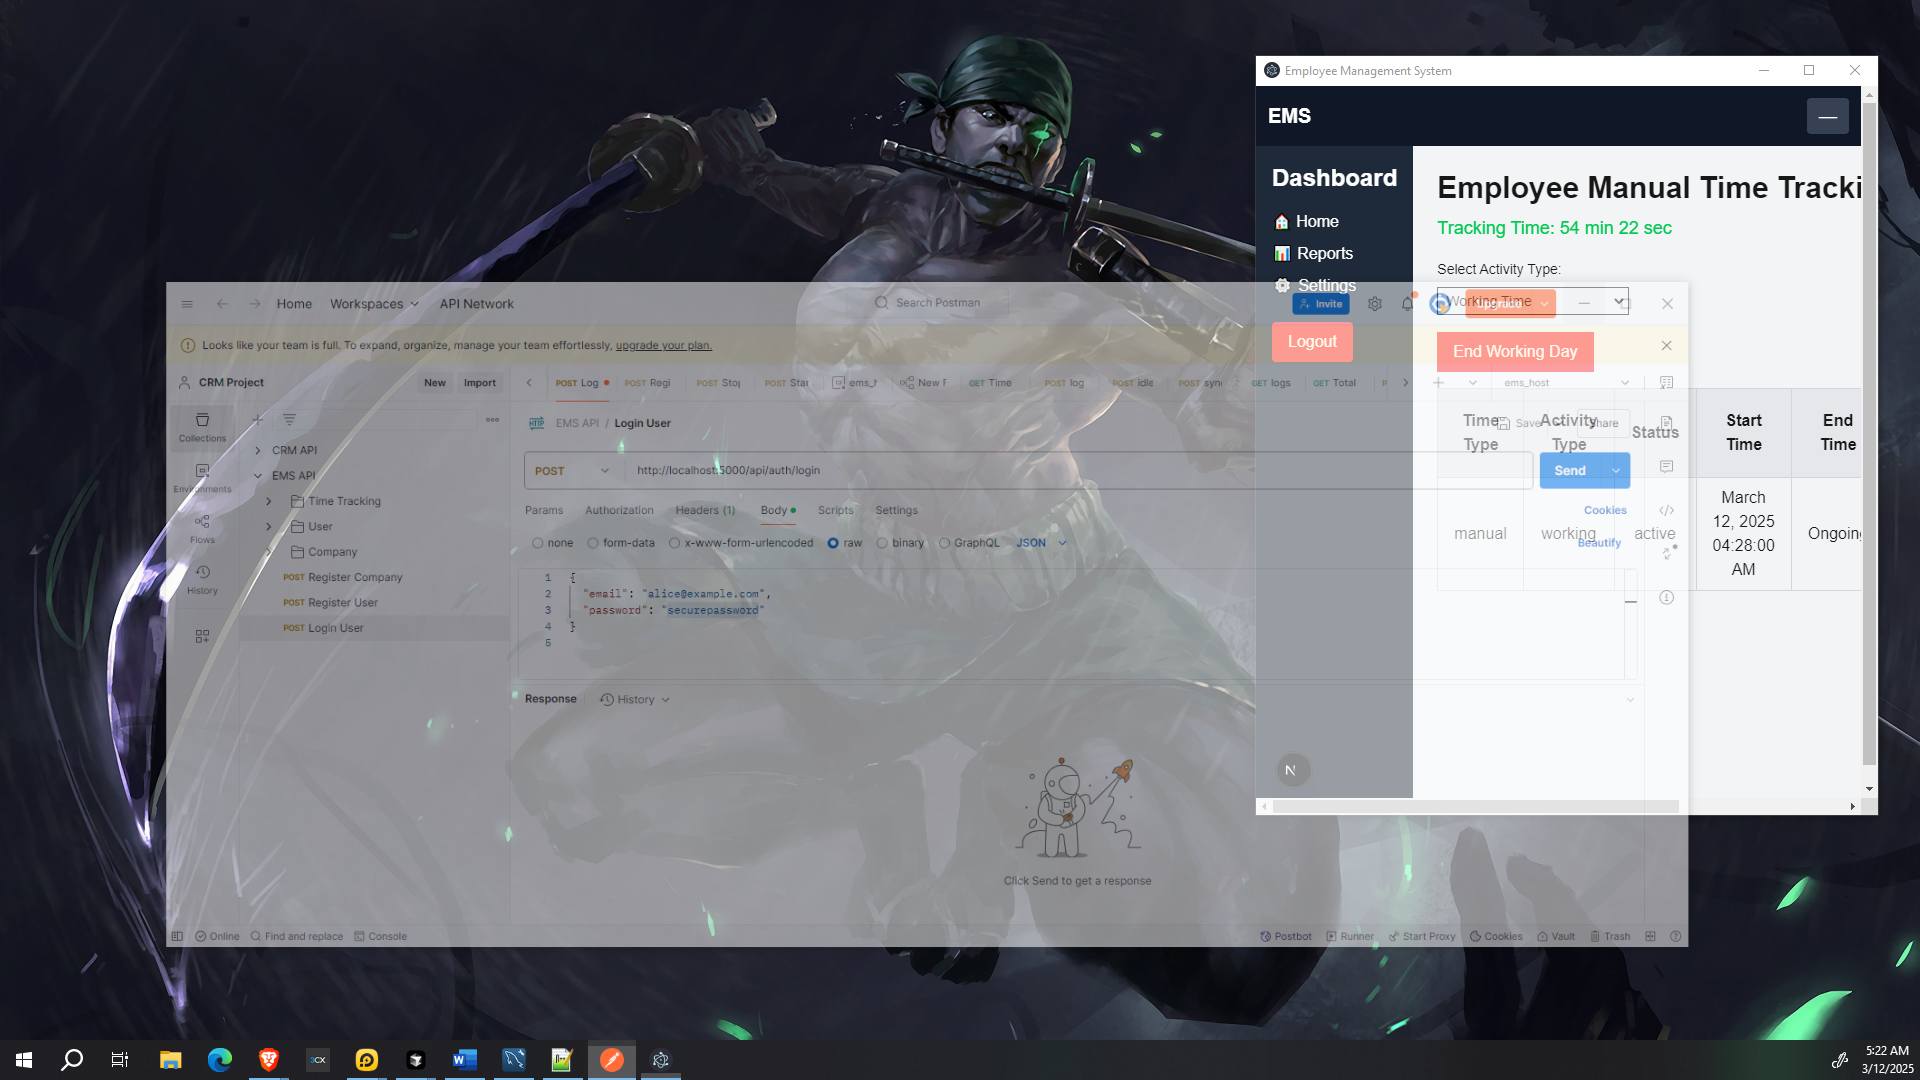 Employee Management System
EMS
Dashboard
Home
Reports
Settings
Logout
Employee Manual Time Tracki
Tracking Time: 54 min 22 sec
Select Activity Type:
Working Time
End Working Day
Time Type
Activity Type
Status
Start Time
End Time
manual
working
active
March 12, 2025 04:28:00 AM
Ongoing
N
Home
Workspaces
API Network
Search Postman
Invite
Upgrade
Looks like your team is full. To expand, organize, manage your team effortlessly, upgrade your plan.
CRM Project
New
Import
POST Log
POST Regi
POST Stop
POST Star
ems_h
New F
GET Time
POST log
POST idle
POST syn
GET logs
GET Total
P
ems_host
Collections
Environments
Flows
History
CRM API
EMS API
Time Tracking
User
Company
POST Register Company
POST Register User
POST Login User
HTTP
EMS API / Login User
Save
Share
POST
http://localhost:5000/api/auth/login
Send
Params
Authorization
Headers (1)
Body
Scripts
Settings
Cookies
none
form-data
x-www-form-urlencoded
raw
binary
GraphQL
JSON
Beautify
1 {
2 "email": "alice@example.com",
3 "password": "securepassword"
4 }
5
Response
History
Click Send to get a response
Online
Find and replace
Console
Postbot
Runner
Start Proxy
Cookies
Vault
Trash
3CX
W
5:22 AM
3/12/2025